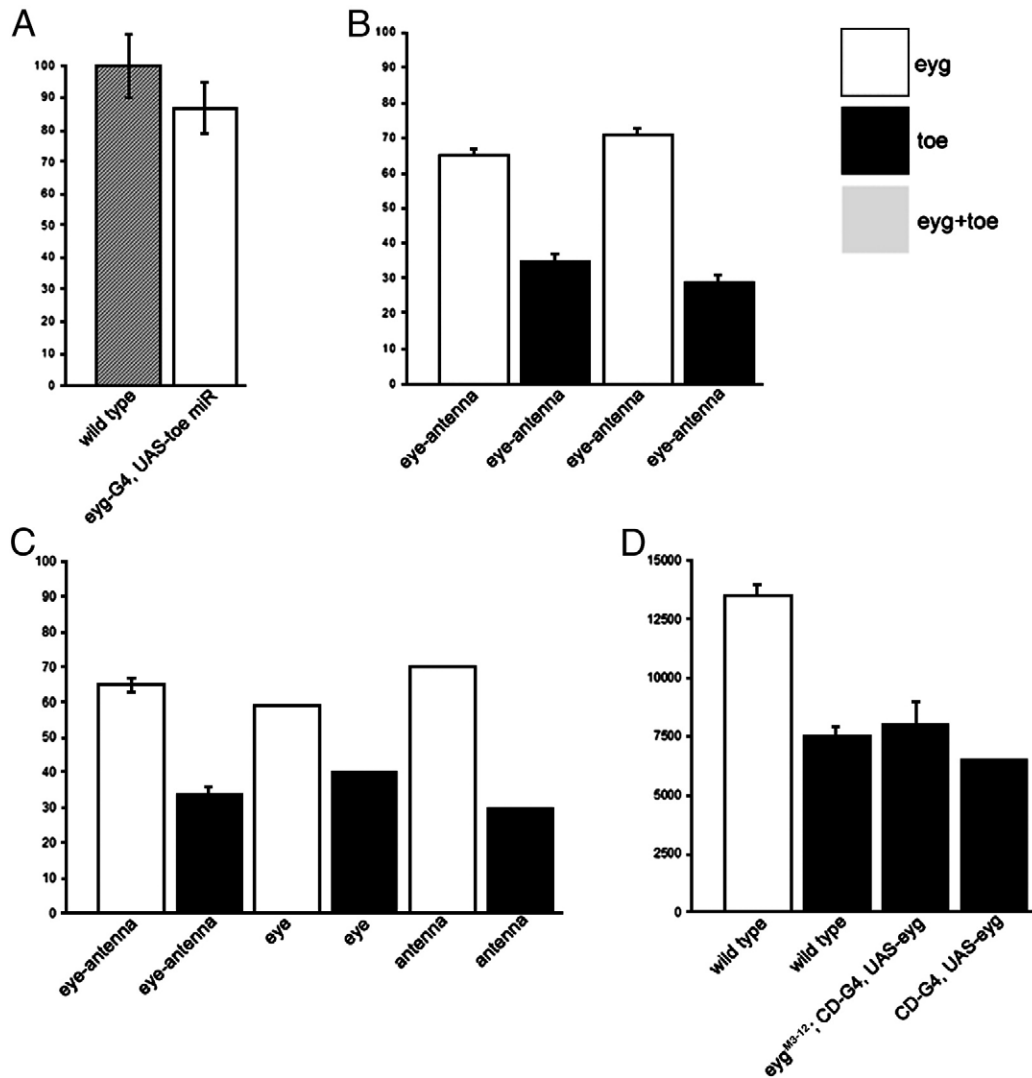 A
100
90
80
70
60
50
40
30
20
10
0
wild type
eyg-G4, UAS-toe miR
B
100
90
80
70
60
50
40
30
20
10
0
eye-antenna
eye-antenna
eye-antenna
eye-antenna
eyg
toe
eyg+toe
C
100
90
80
70
60
50
40
30
20
10
0
eye-antenna
eye-antenna
eye
eye
antenna
antenna
D
15000
12500
10000
7500
5000
2500
0
wild type
wild type
eyg^M3-12; CD-G4, UAS-eyg
CD-G4, UAS-eyg